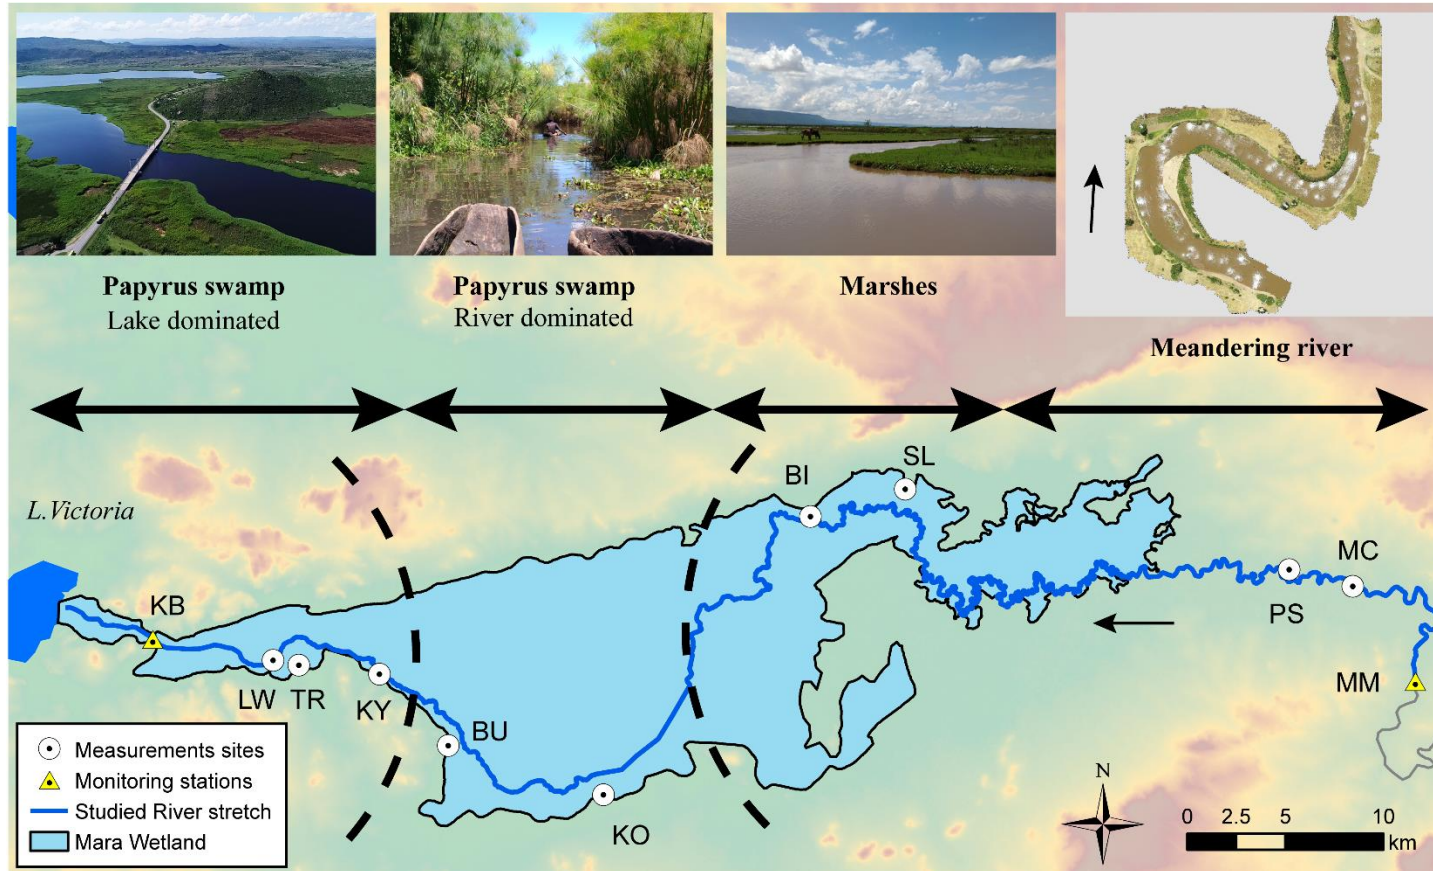 Papyrus swamp
Lake dominated
Papyrus swamp
River dominated
Marshes
Meandering river
L.Victoria
BI
SL
KB
MC
PS
LW
TR
KY
MM
BU
KO
Measurements sites
Monitoring stations
Studied River stretch
Mara Wetland
N
0 2.5 5 10
km